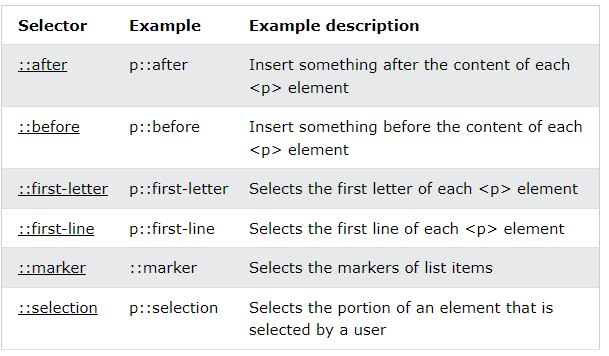 Selector Example Example description
::after p::after Insert something after the content of each
<p> element
::before p::before Insert something before the content of each
<p> element
::first-letter p::first-letter Selects the first letter of each <p> element
::first-line p::first-line Selects the first line of each <p> element
::marker ::marker Selects the markers of list items
::selection p::selection Selects the portion of an element that is
selected by a user